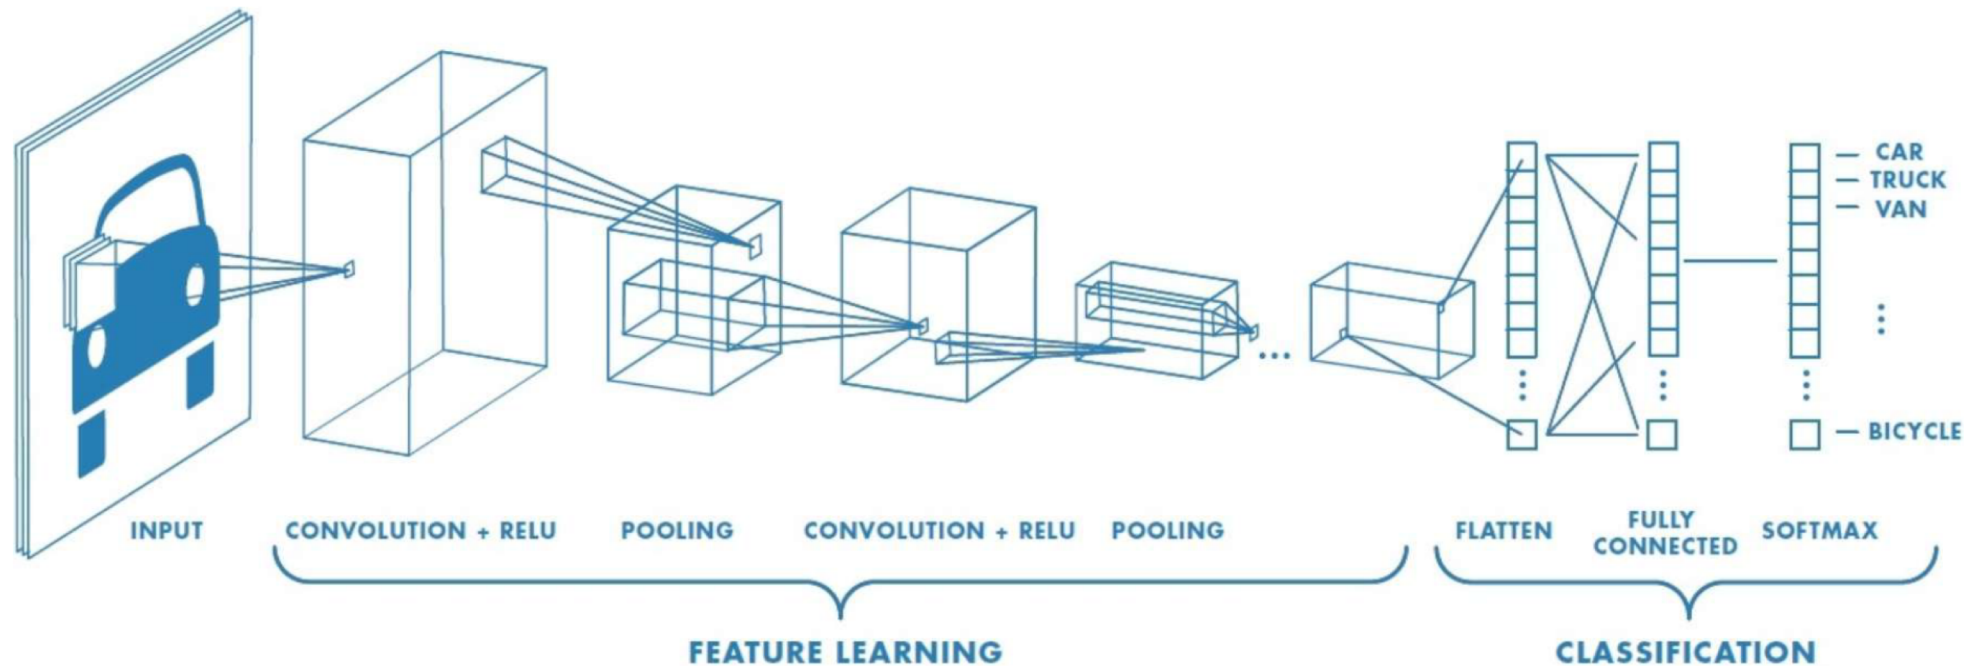 CAR
TRUCK
VAN
BICYCLE
INPUT
CONVOLUTION + RELU
POOLING
CONVOLUTION + RELU
POOLING
FLATTEN
FULLY
CONNECTED
SOFTMAX
FEATURE LEARNING
CLASSIFICATION